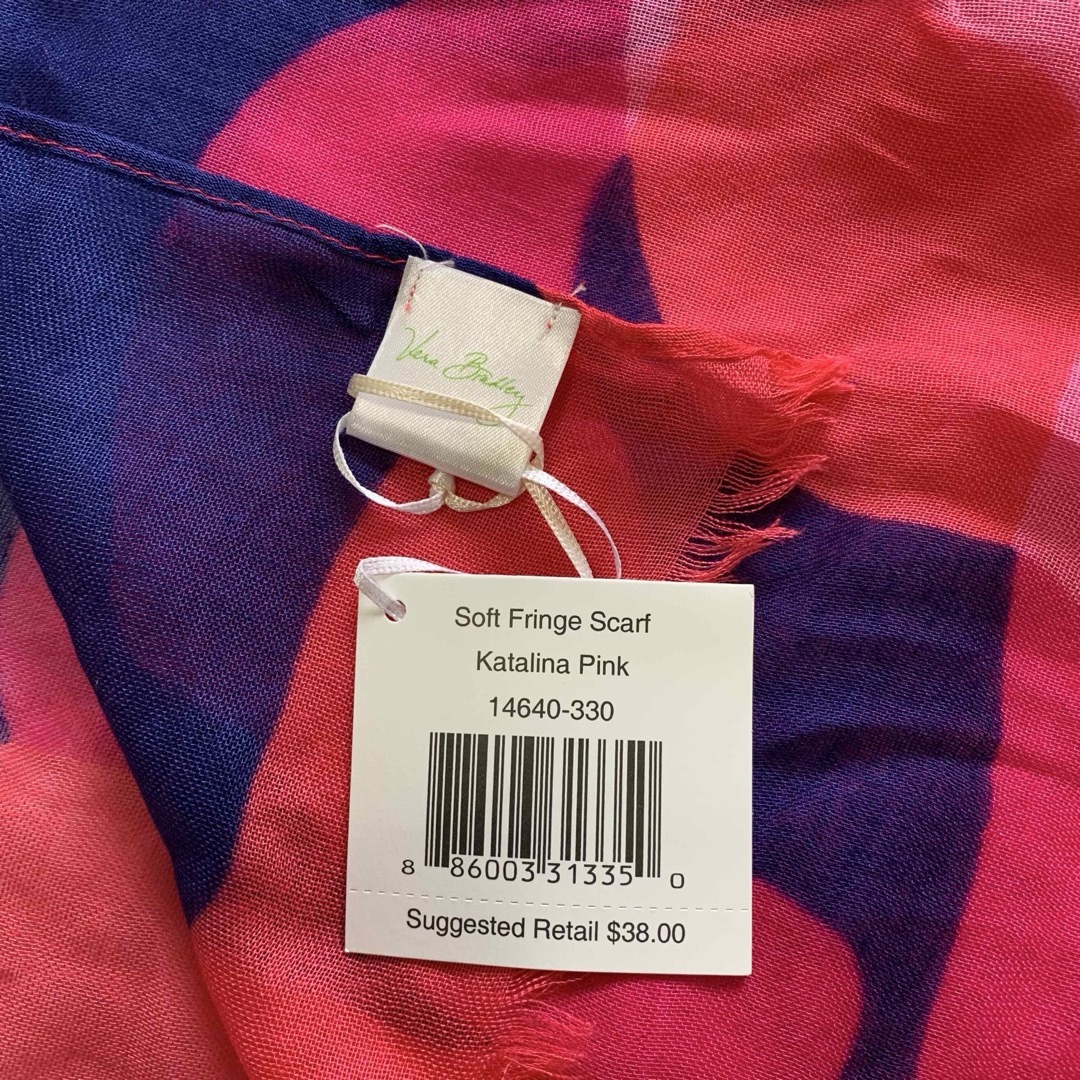 Vera Bradley
Soft Fringe Scarf
Katalina Pink
14640-330
8 86003 31335 0
Suggested Retail $38.00